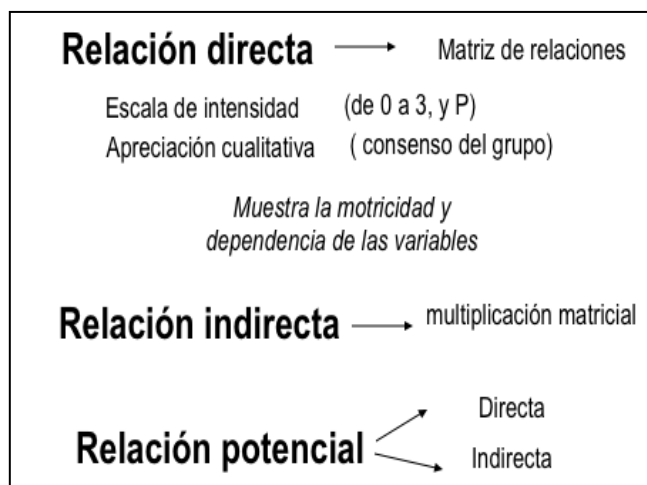 Relación directa Matriz de relaciones
Escala de intensidad (de 0 a 3, y P)
Apreciación cualitativa ( consenso del grupo)
Muestra la motricidad y
dependencia de las variables
Relación indirecta multiplicación matricial
Directa
Relación potencial
Indirecta